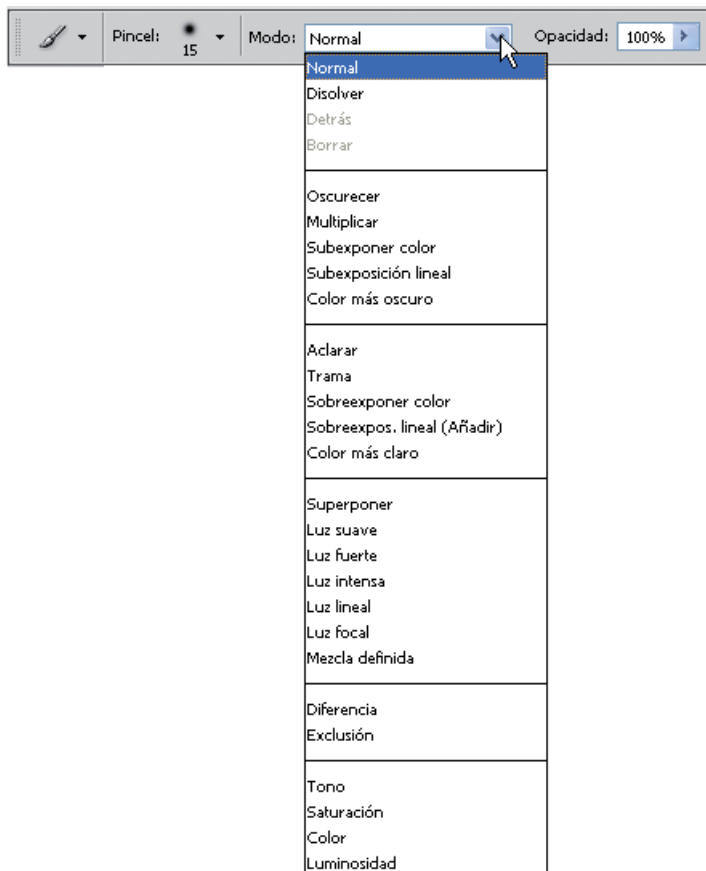 Pincel: 15 Modo: Normal Opacidad: 100%
Normal
Disolver
Detrás
Borrar
Oscurecer
Multiplicar
Subexponer color
Subexposición lineal
Color más oscuro
Aclarar
Trama
Sobreexponer color
Sobreexpos. lineal (Añadir)
Color más claro
Superponer
Luz suave
Luz fuerte
Luz intensa
Luz lineal
Luz focal
Mezcla definida
Diferencia
Exclusión
Tono
Saturación
Color
Luminosidad